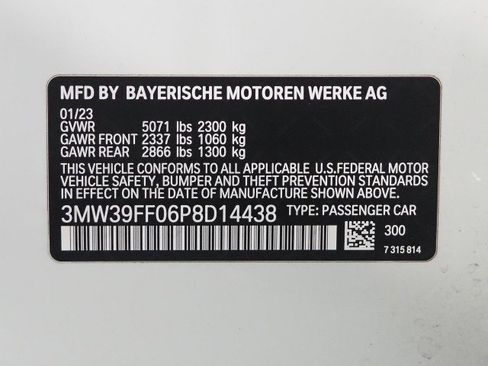 MFD BY BAYERISCHE MOTOREN WERKE AG
01/23
GVWR 5071 lbs 2300 kg
GAWR FRONT 2337 lbs 1060 kg
GAWR REAR 2866 lbs 1300 kg
THIS VEHICLE CONFORMS TO ALL APPLICABLE U.S.FEDERAL MOTOR
VEHICLE SAFETY, BUMPER AND THEFT PREVENTION STANDARDS
IN EFFECT ON THE DATE OF MANUFACTURE SHOWN ABOVE.
3MW39FF06P8D14438 TYPE: PASSENGER CAR
300
7 315 814